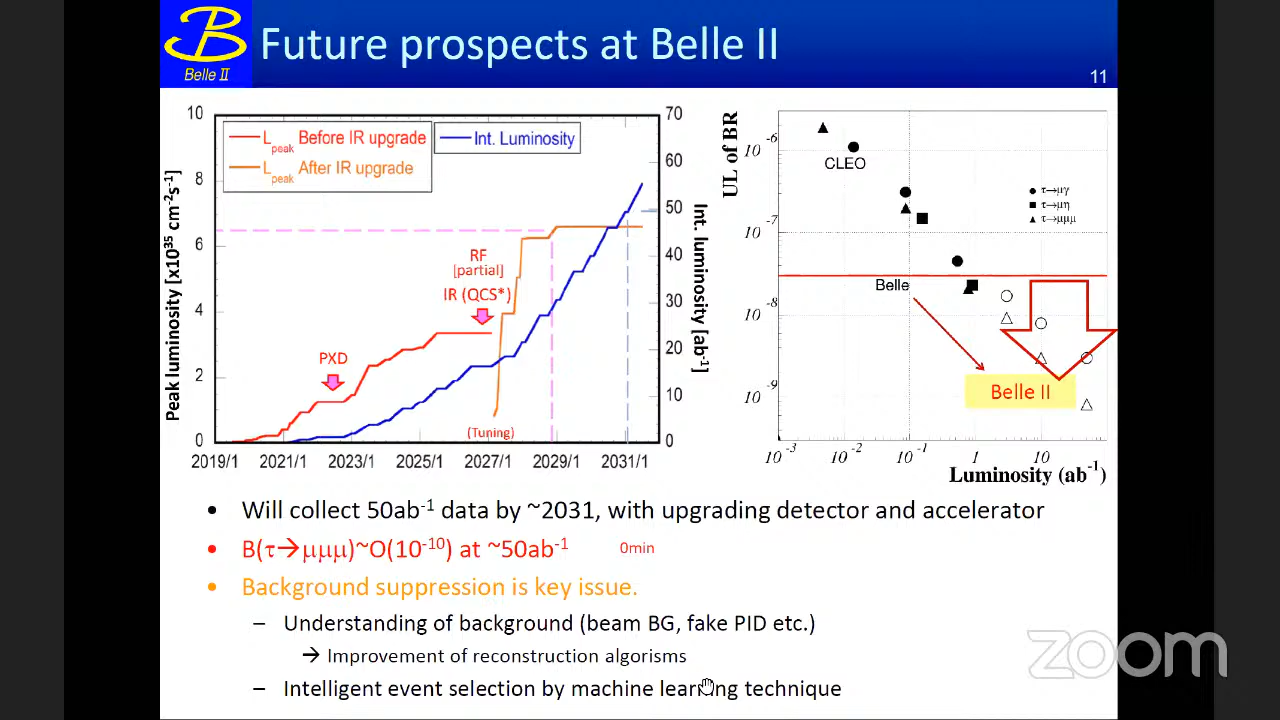 Belle II
Future prospects at Belle II
11
10
8
6
4
2
0
Peak luminosity [x10³⁵ cm⁻²s⁻¹]
L peak Before IR upgrade
L peak After IR upgrade
Int. Luminosity
RF
[partial]
IR (QCS*)
PXD
(Tuning)
70
60
50
40
30
20
10
0
Int. luminosity [ab⁻¹]
2019/1 2021/1 2023/1 2025/1 2027/1 2029/1 2031/1
UL of BR
10⁻⁶
10⁻⁷
10⁻⁸
10⁻⁹
CLEO
τ→μγ
τ→μη
τ→μμμ
Belle
Belle II
10⁻³ 10⁻² 10⁻¹ 1 10
Luminosity (ab⁻¹)
• Will collect 50ab⁻¹ data by ~2031, with upgrading detector and accelerator
• B(τ→μμμ)~O(10⁻¹⁰) at ~50ab⁻¹ 0min
• Background suppression is key issue.
– Understanding of background (beam BG, fake PID etc.)
→ Improvement of reconstruction algorisms
– Intelligent event selection by machine learning technique
zoom